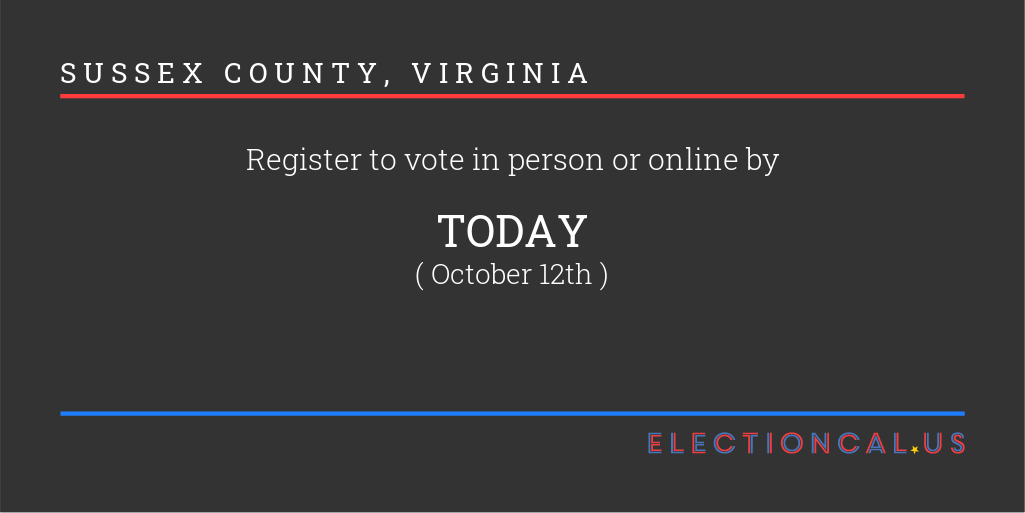 SUSSEX COUNTY, VIRGINIA
Register to vote in person or online by
TODAY
( October 12th )
ELECTIONCAL.US